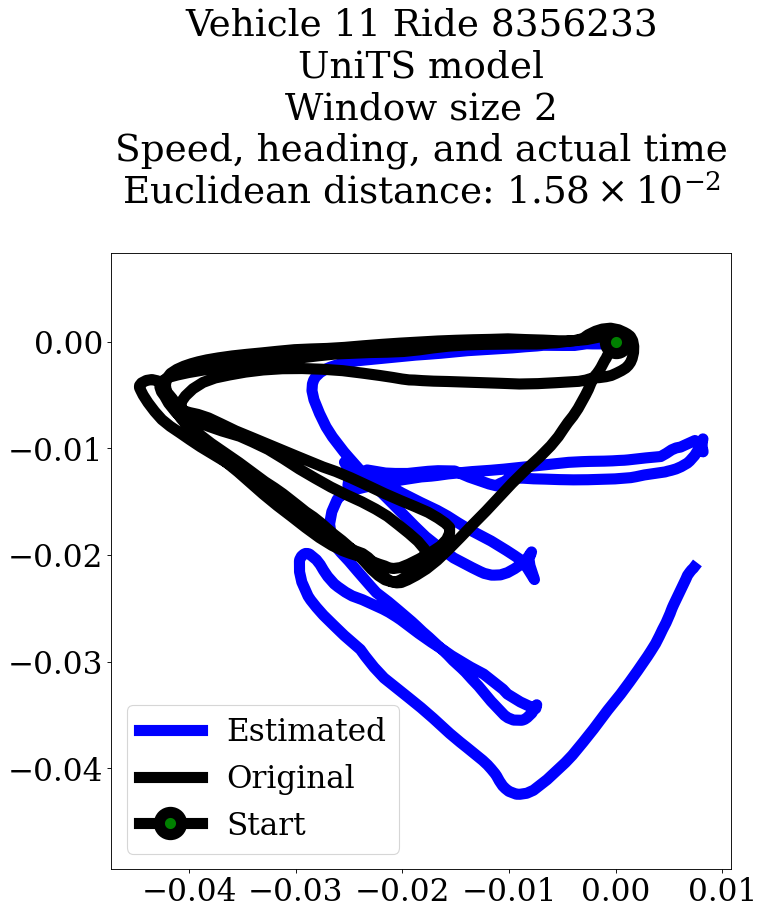 Vehicle 11 Ride 8356233
UniTS model
Window size 2
Speed, heading, and actual time
Euclidean distance: 1.58 × 10⁻²
0.00
−0.01
−0.02
−0.03
−0.04
Estimated
Original
Start
−0.04 −0.03 −0.02 −0.01 0.00 0.01